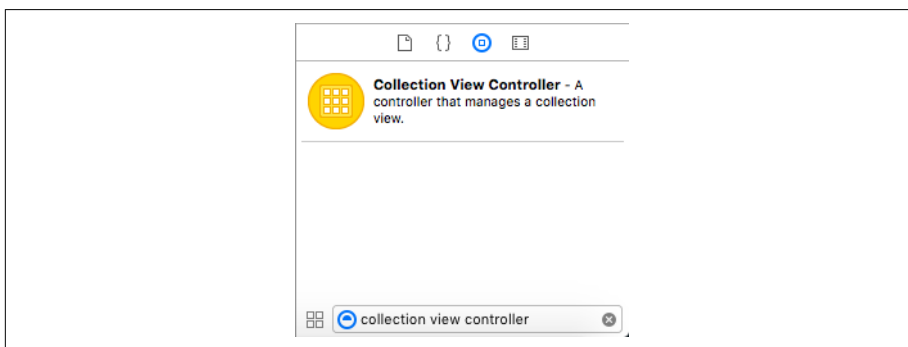 {}
Collection View Controller - A
controller that manages a collection
view.
collection view controller